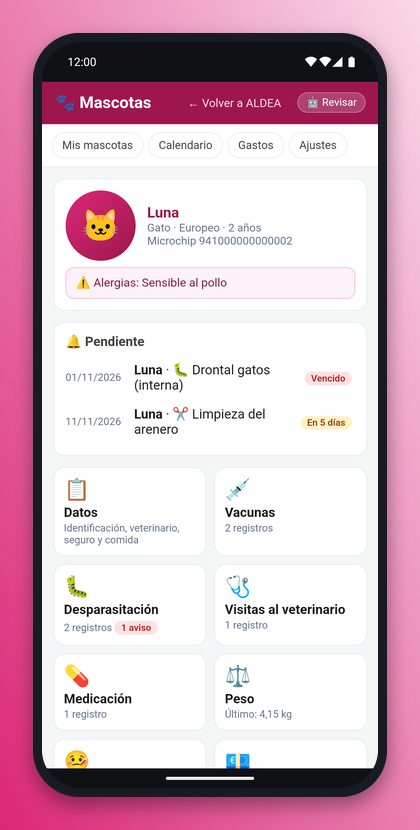 12:00
🐾 Mascotas
← Volver a ALDEA
🤖 Revisar
Mis mascotas
Calendario
Gastos
Ajustes
Luna
Gato · Europeo · 2 años
Microchip 941000000000002
⚠️ Alergias: Sensible al pollo
🔔 Pendiente
01/11/2026
Luna · 🐛 Drontal gatos
(interna)
Vencido
11/11/2026
Luna · ✂️ Limpieza del
arenero
En 5 días
Datos
Identificación, veterinario,
seguro y comida
Vacunas
2 registros
Desparasitación
2 registros 1 aviso
Visitas al veterinario
1 registro
Medicación
1 registro
Peso
Último: 4,15 kg